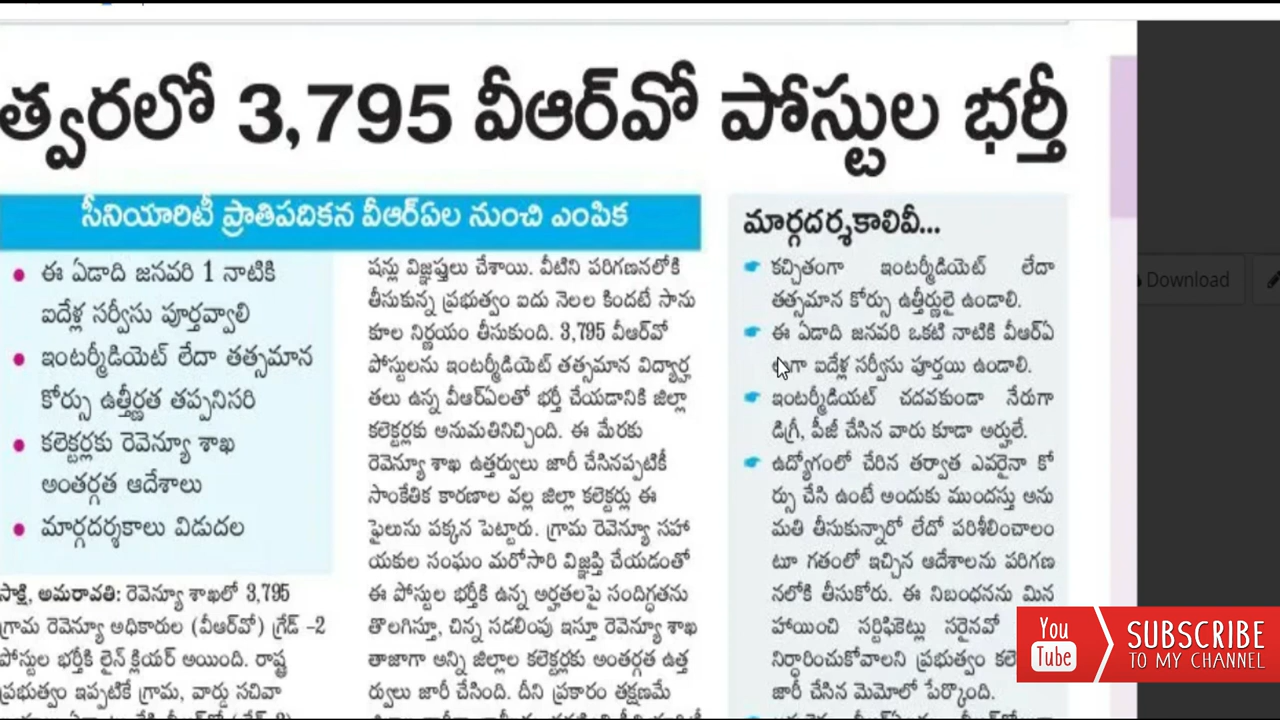 త్వరలో 3,795 వీఆర్‌వో పోస్టుల భర్తీ
సీనియారిటీ ప్రాతిపదికన వీఆర్‌ఏల నుంచి ఎంపిక
• ఈ ఏడాది జనవరి 1 నాటికి
ఐదేళ్ల సర్వీసు పూర్తవ్వాలి
• ఇంటర్మీడియెట్ లేదా తత్సమాన
కోర్సు ఉత్తీర్ణత తప్పనిసరి
• కలెక్టర్లకు రెవెన్యూ శాఖ
అంతర్గత ఆదేశాలు
• మార్గదర్శకాలు విడుదల
సాక్షి, అమరావతి: రెవెన్యూ శాఖలో 3,795
గ్రామ రెవెన్యూ అధికారుల (వీఆర్‌వో) గ్రేడ్ –2
పోస్టుల భర్తీకి లైన్ క్లియర్ అయింది. రాష్ట్ర
ప్రభుత్వం ఇప్పటికే గ్రామ, వార్డు సచివా
షన్లు విజ్ఞప్తులు చేశాయి. వీటిని పరిగణనలోకి
తీసుకున్న ప్రభుత్వం ఐదు నెలల కిందటే సాను
కూల నిర్ణయం తీసుకుంది. 3,795 వీఆర్‌వో
పోస్టులను ఇంటర్మీడియెట్ తత్సమాన విద్యార్హ
తలు ఉన్న వీఆర్‌ఏలతో భర్తీ చేయడానికి జిల్లా
కలెక్టర్లకు అనుమతినిచ్చింది. ఈ మేరకు
రెవెన్యూ శాఖ ఉత్తర్వులు జారీ చేసినప్పటికీ
సాంకేతిక కారణాల వల్ల జిల్లా కలెక్టర్లు ఈ
ఫైలును పక్కన పెట్టారు. గ్రామ రెవెన్యూ సహా
యకుల సంఘం మరోసారి విజ్ఞప్తి చేయడంతో
ఈ పోస్టుల భర్తీకి ఉన్న అర్హతలపై సందిగ్ధతను
తొలగిస్తూ, చిన్న సడలింపు ఇస్తూ రెవెన్యూ శాఖ
తాజాగా అన్ని జిల్లాల కలెక్టర్లకు అంతర్గత ఉత్త
ర్వులు జారీ చేసింది. దీని ప్రకారం తక్షణమే
మార్గదర్శకాలివీ...
కచ్చితంగా ఇంటర్మీడియెట్ లేదా
తత్సమాన కోర్సు ఉత్తీర్ణులై ఉండాలి.
ఈ ఏడాది జనవరి ఒకటి నాటికి వీఆర్‌ఏ
ఐదేళ్ల సర్వీసు పూర్తయి ఉండాలి.
ఇంటర్మీడియట్ చదవకుండా నేరుగా
డిగ్రీ, పీజీ చేసిన వారు కూడా అర్హులే.
ఉద్యోగంలో చేరిన తర్వాత ఎవరైనా కో
ర్సు చేసి ఉంటే అందుకు ముందస్తు అను
మతి తీసుకున్నారో లేదో పరిశీలించాలం
టూ గతంలో ఇచ్చిన ఆదేశాలను పరిగణ
నలోకి తీసుకోరు. ఈ నిబంధనను మిన
హాయించి సర్టిఫికెట్లు సరైనవో
నిర్ధారించుకోవాలని ప్రభుత్వం
జారీ చేసిన మెమోలో పేర్కొంది.
Download
You Tube
SUBSCRIBE
TO MY CHANNEL